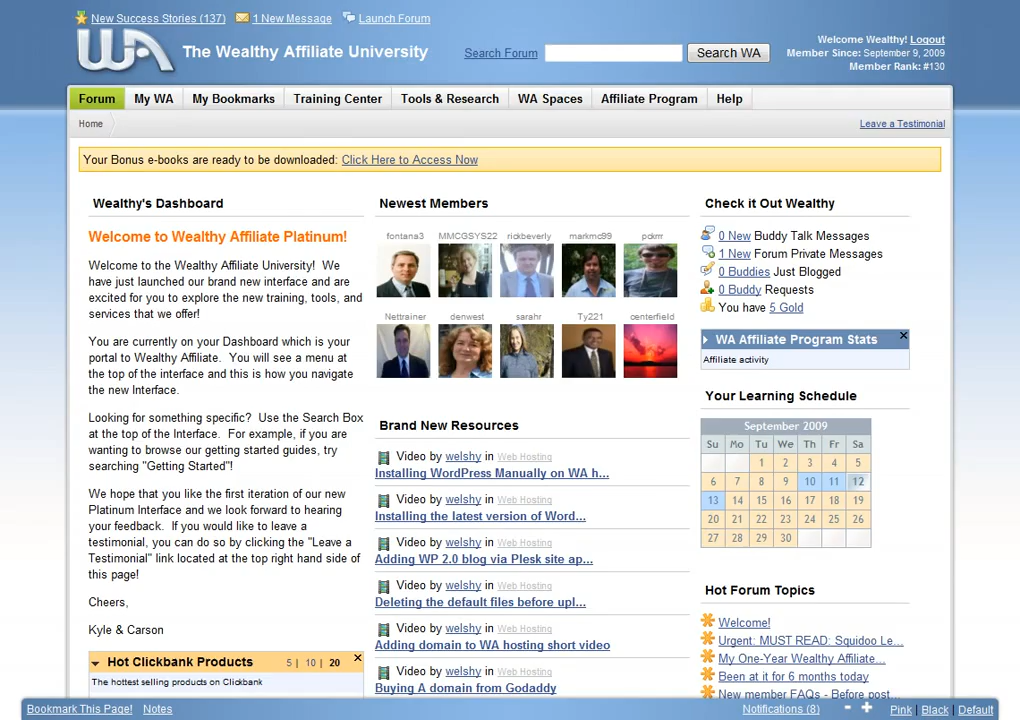 New Success Stories (137) 1 New Message Launch Forum
WA The Wealthy Affiliate University
Search Forum Search WA
Welcome Wealthy! Logout
Member Since: September 9, 2009
Member Rank: #130
Forum My WA My Bookmarks Training Center Tools & Research WA Spaces Affiliate Program Help
Home Leave a Testimonial
Your Bonus e-books are ready to be downloaded: Click Here to Access Now
Wealthy's Dashboard
Welcome to Wealthy Affiliate Platinum!
Welcome to the Wealthy Affiliate University! We
have just launched our brand new interface and are
excited for you to explore the new training, tools, and
services that we offer!
You are currently on your Dashboard which is your
portal to Wealthy Affiliate. You will see a menu at
the top of the interface and this is how you navigate
the new Interface.
Looking for something specific? Use the Search Box
at the top of the Interface. For example, if you are
wanting to browse our getting started guides, try
searching "Getting Started"!
We hope that you like the first iteration of our new
Platinum Interface and we look forward to hearing
your feedback. If you would like to leave a
testimonial, you can do so by clicking the "Leave a
Testimonial" link located at the top right hand side of
this page!
Cheers,
Kyle & Carson
Hot Clickbank Products 5 | 10 | 20
The hottest selling products on Clickbank
Newest Members
fontana3 MMCGSYS22 rickbeverly markmc99 pckrrr
Nettrainer denwest sarahr Ty221 centerfield
Brand New Resources
Video by welshy in Web Hosting
Installing WordPress Manually on WA h...
Video by welshy in Web Hosting
Installing the latest version of Word...
Video by welshy in Web Hosting
Adding WP 2.0 blog via Plesk site ap...
Video by welshy in Web Hosting
Deleting the default files before upl...
Video by welshy in Web Hosting
Adding domain to WA hosting short video
Video by welshy in Web Hosting
Buying A domain from Godaddy
Check it Out Wealthy
0 New Buddy Talk Messages
1 New Forum Private Messages
0 Buddies Just Blogged
0 Buddy Requests
You have 5 Gold
WA Affiliate Program Stats
Affiliate activity
Your Learning Schedule
September 2009
Su Mo Tu We Th Fr Sa
1 2 3 4 5
6 7 8 9 10 11 12
13 14 15 16 17 18 19
20 21 22 23 24 25 26
27 28 29 30
Hot Forum Topics
Welcome!
Urgent: MUST READ: Squidoo Le...
My One-Year Wealthy Affiliate...
Been at it for 6 months today
New member FAQs - Before post...
Bookmark This Page! Notes Notifications (8) - + Pink | Black | Default